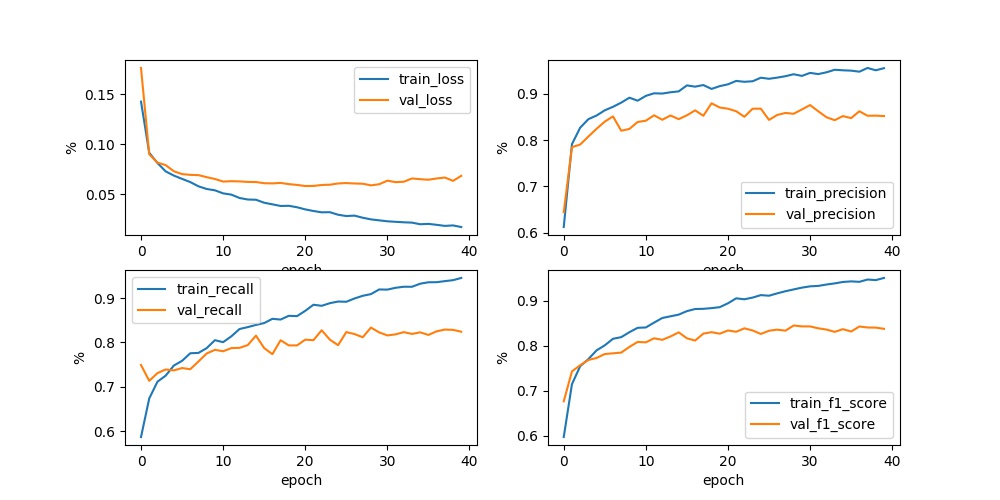 train_loss
val_loss
0.15
0.10
0.05
%
0 10 20 30 40
epoch
train_precision
val_precision
0.9
0.8
0.7
0.6
%
0 10 20 30 40
epoch
train_recall
val_recall
0.9
0.8
0.7
0.6
%
0 10 20 30 40
epoch
train_f1_score
val_f1_score
0.9
0.8
0.7
0.6
%
0 10 20 30 40
epoch